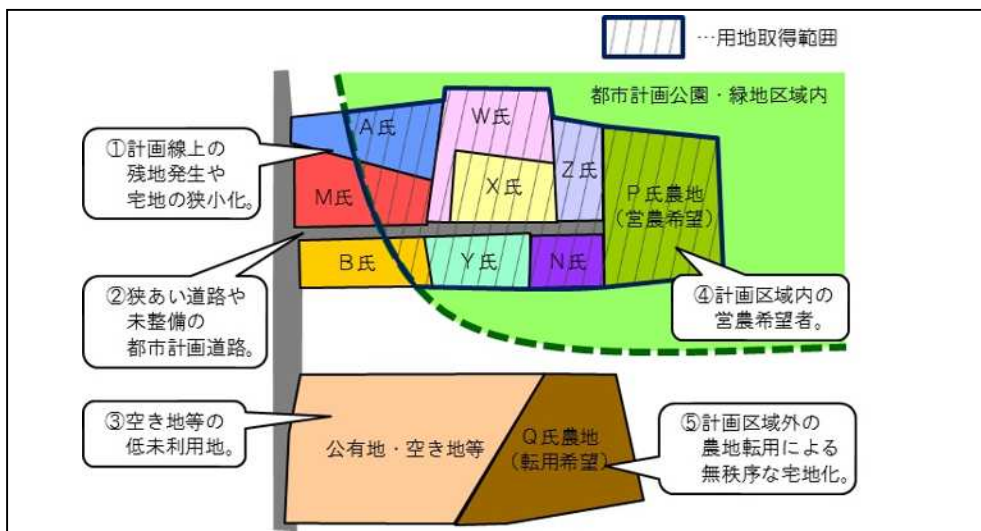 …用地取得範囲
都市計画公園・緑地区域内
①計画線上の
残地発生や
宅地の狭小化。
A氏
W氏
M氏
X氏
Z氏
P氏農地
(営農希望)
B氏
Y氏
N氏
②狭あい道路や
未整備の
都市計画道路。
④計画区域内の
営農希望者。
③空き地等の
低未利用地。
公有地・空き地等
Q氏農地
(転用希望)
⑤計画区域外の
農地転用による
無秩序な宅地化。